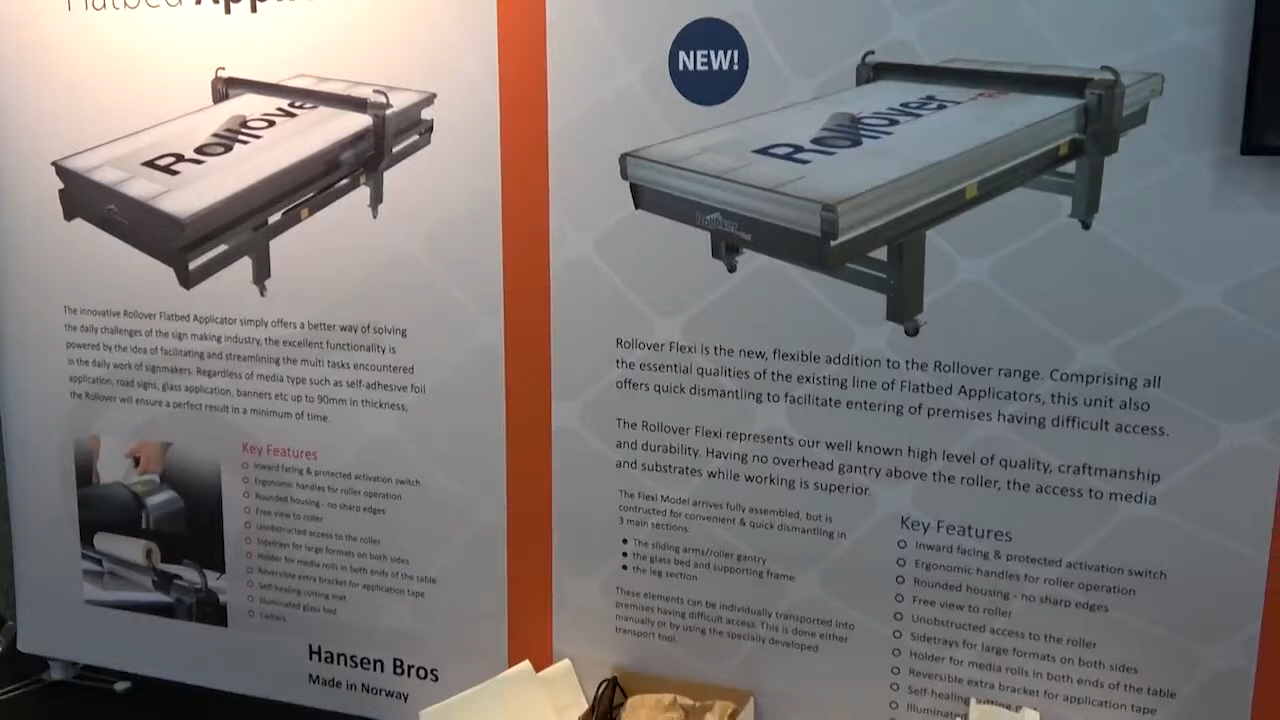 Flatbed Applic
Rollove
The innovative Rollover Flatbed Applicator simply offers a better way of solving
the daily challenges of the sign making industry, the excellent functionality is
powered by the idea of facilitating and streamlining the multi tasks encountered
in the daily work of signmakers. Regardless of media type such as self-adhesive foil
application, road signs, glass application, banners etc up to 90mm in thickness,
the Rollover will ensure a perfect result in a minimum of time.
Key Features
Inward facing & protected activation switch
Ergonomic handles for roller operation
Rounded housing - no sharp edges
Free view to roller
Unobstructed access to the roller
Sidetrays for large formats on both sides
Holder for media rolls in both ends of the table
Reversible extra bracket for application tape
Self-healing cutting mat
Illuminated glass bed
Castors
Hansen Bros
Made in Norway
NEW!
Rollover
Rollover
Rollover Flexi is the new, flexible addition to the Rollover range. Comprising all
the essential qualities of the existing line of Flatbed Applicators, this unit also
offers quick dismantling to facilitate entering of premises having difficult access.
The Rollover Flexi represents our well known high level of quality, craftmanship
and durability. Having no overhead gantry above the roller, the access to media
and substrates while working is superior.
The Flexi Model arrives fully assembled, but is
contructed for convenient & quick dismantling in
3 main sections:
• The sliding arms/roller gantry
• the glass bed and supporting frame
• the leg section
These elements can be individually transported into
premises having difficult access. This is done either
manually or by using the specially developed
transport tool.
Key Features
Inward facing & protected activation switch
Ergonomic handles for roller operation
Rounded housing - no sharp edges
Free view to roller
Unobstructed access to the roller
Sidetrays for large formats on both sides
Holder for media rolls in both ends of the table
Reversible extra bracket for application tape
Self-healing cutting
Illuminated